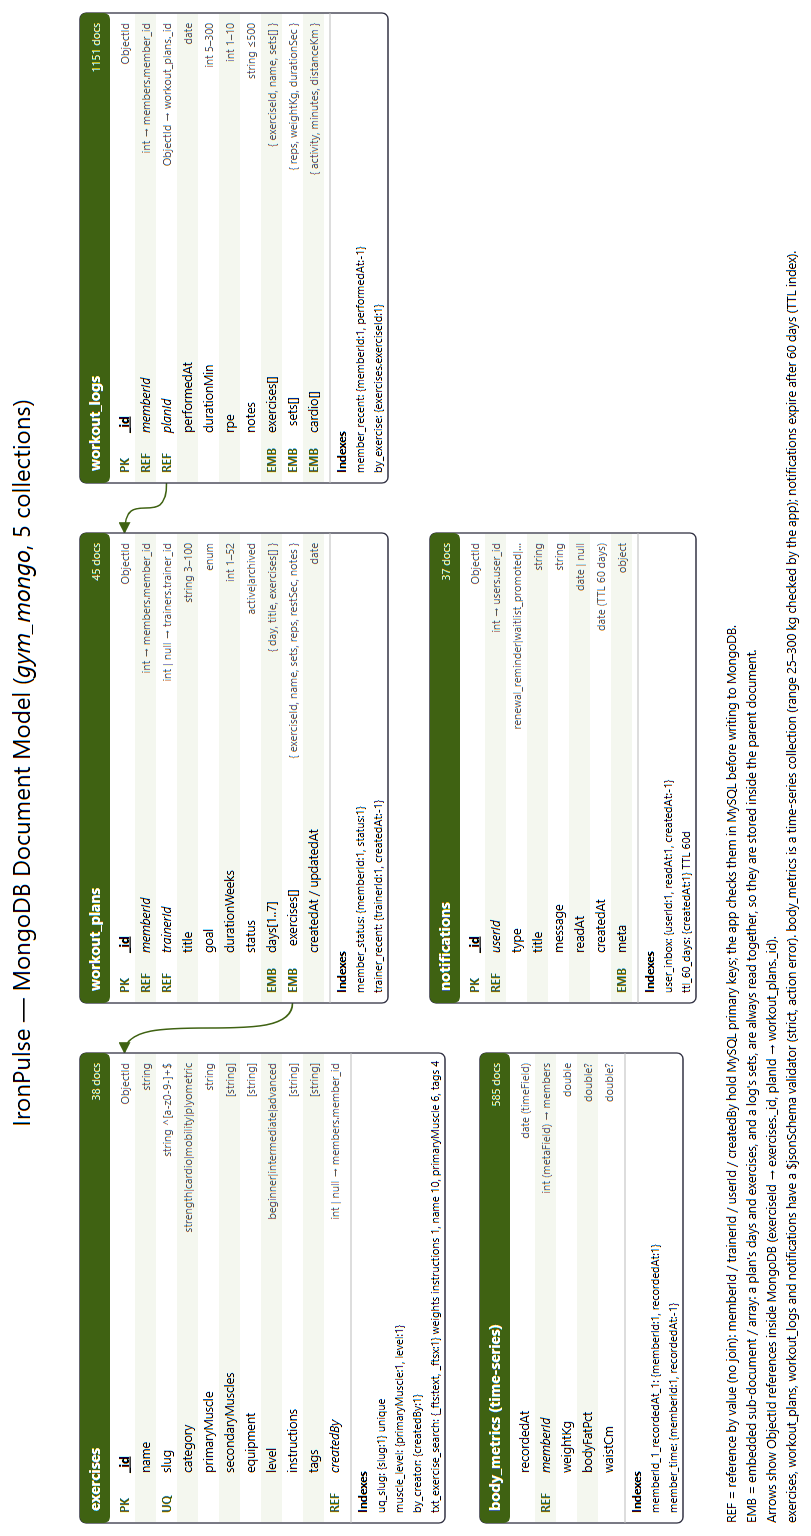 IronPulse — MongoDB Document Model (gym_mongo, 5 collections)
exercises 38 docs
PK _id ObjectId
name string
UQ slug string ^[a-z0-9-]+$
category strength|cardio|mobility|plyometric
primaryMuscle string
secondaryMuscles [string]
equipment [string]
level beginner|intermediate|advanced
instructions [string]
tags [string]
REF createdBy int | null → members.member_id
Indexes
uq_slug: {slug:1} unique
muscle_level: {primaryMuscle:1, level:1}
by_creator: {createdBy:1}
txt_exercise_search: {_fts:text, _ftsx:1} weights instructions 1, name 10, primaryMuscle 6, tags 4
workout_plans 45 docs
PK _id ObjectId
REF memberId int → members.member_id
REF trainerId int | null → trainers.trainer_id
title string 3–100
goal enum
durationWeeks int 1–52
status active|archived
EMB days[1..7] { day, title, exercises[] }
EMB exercises[] { exerciseId, name, sets, reps, restSec, notes }
createdAt / updatedAt date
Indexes
member_status: {memberId:1, status:1}
trainer_recent: {trainerId:1, createdAt:-1}
workout_logs 1151 docs
PK _id ObjectId
REF memberId int → members.member_id
REF planId ObjectId → workout_plans._id
performedAt date
durationMin int 5–300
rpe int 1–10
notes string ≤500
EMB exercises[] { exerciseId, name, sets[] }
EMB sets[] { reps, weightKg, durationSec }
EMB cardio[] { activity, minutes, distanceKm }
Indexes
member_recent: {memberId:1, performedAt:-1}
by_exercise: {exercises.exerciseId:1}
body_metrics (time-series) 585 docs
recordedAt date (timeField)
REF memberId int (metaField) → members
weightKg double
bodyFatPct double?
waistCm double?
Indexes
memberId_1_recordedAt_1: {memberId:1, recordedAt:1}
member_time: {memberId:1, recordedAt:-1}
notifications 37 docs
PK _id ObjectId
REF userId int → users.user_id
type renewal_reminder|waitlist_promoted|...
title string
message string
readAt date | null
createdAt date (TTL 60 days)
EMB meta object
Indexes
user_inbox: {userId:1, readAt:1, createdAt:-1}
ttl_60_days: {createdAt:1} TTL 60d
REF = reference by value (no join): memberId / trainerId / userId / createdBy hold MySQL primary keys; the app checks them in MySQL before writing to MongoDB.
EMB = embedded sub-document / array: a plan's days and exercises, and a log's sets, are always read together, so they are stored inside the parent document.
Arrows show ObjectId references inside MongoDB (exerciseId → exercises._id, planId → workout_plans._id).
exercises, workout_plans, workout_logs and notifications have a $jsonSchema validator (strict, action error). body_metrics is a time-series collection (range 25–300 kg checked by the app); notifications expire after 60 days (TTL index).